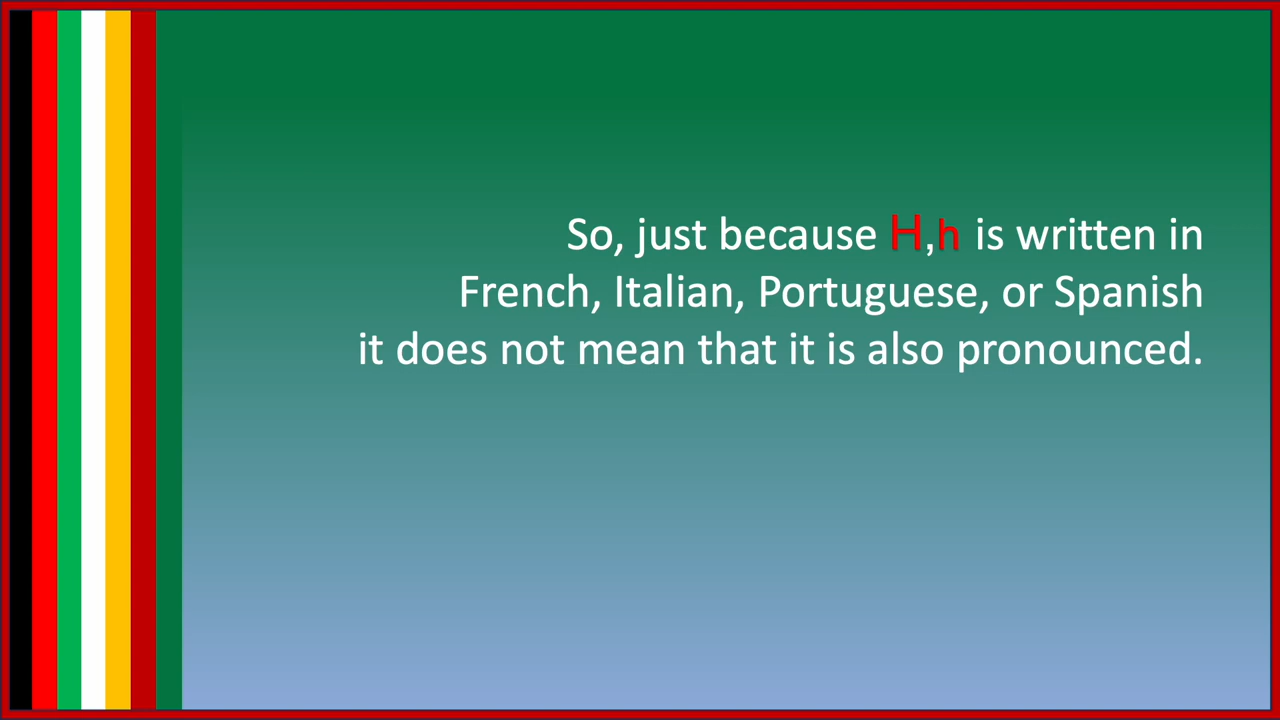 So, just because H,h is written in
French, Italian, Portuguese, or Spanish
it does not mean that it is also pronounced.